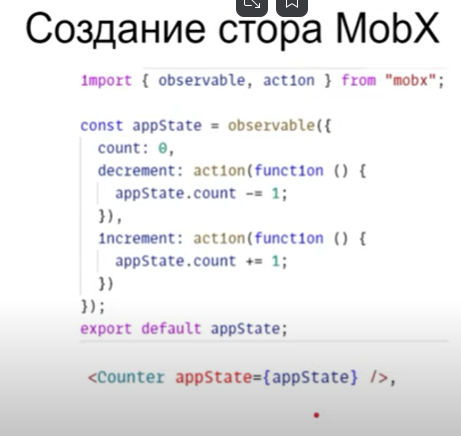 Создание стора MobX
import { observable, action } from "mobx";
const appState = observable({
count: 0,
decrement: action(function () {
appState.count -= 1;
}),
increment: action(function () {
appState.count += 1;
})
});
export default appState;
<Counter appState={appState} />,